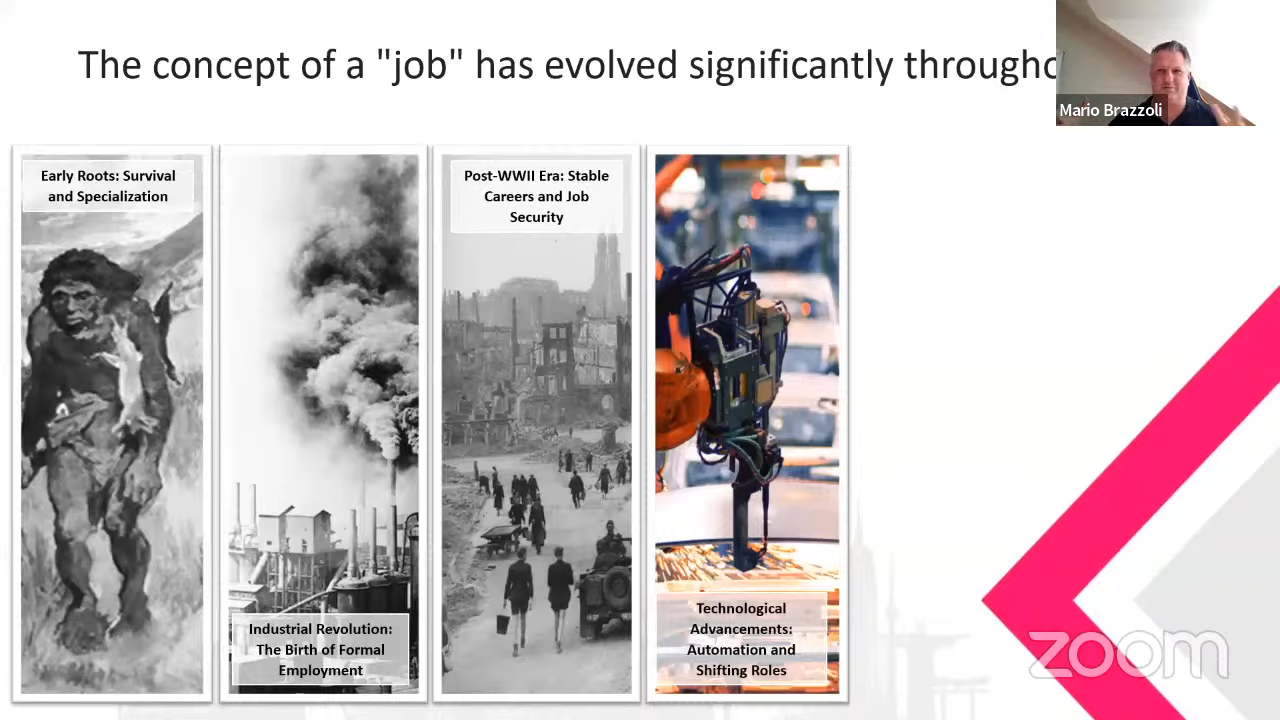 The concept of a "job" has evolved significantly
Mario Brazzoli
Early Roots: Survival
and Specialization
Industrial Revolution:
The Birth of Formal
Employment
Post-WWII Era: Stable
Careers and Job
Security
Technological
Advancements:
Automation and
Shifting Roles
zoom